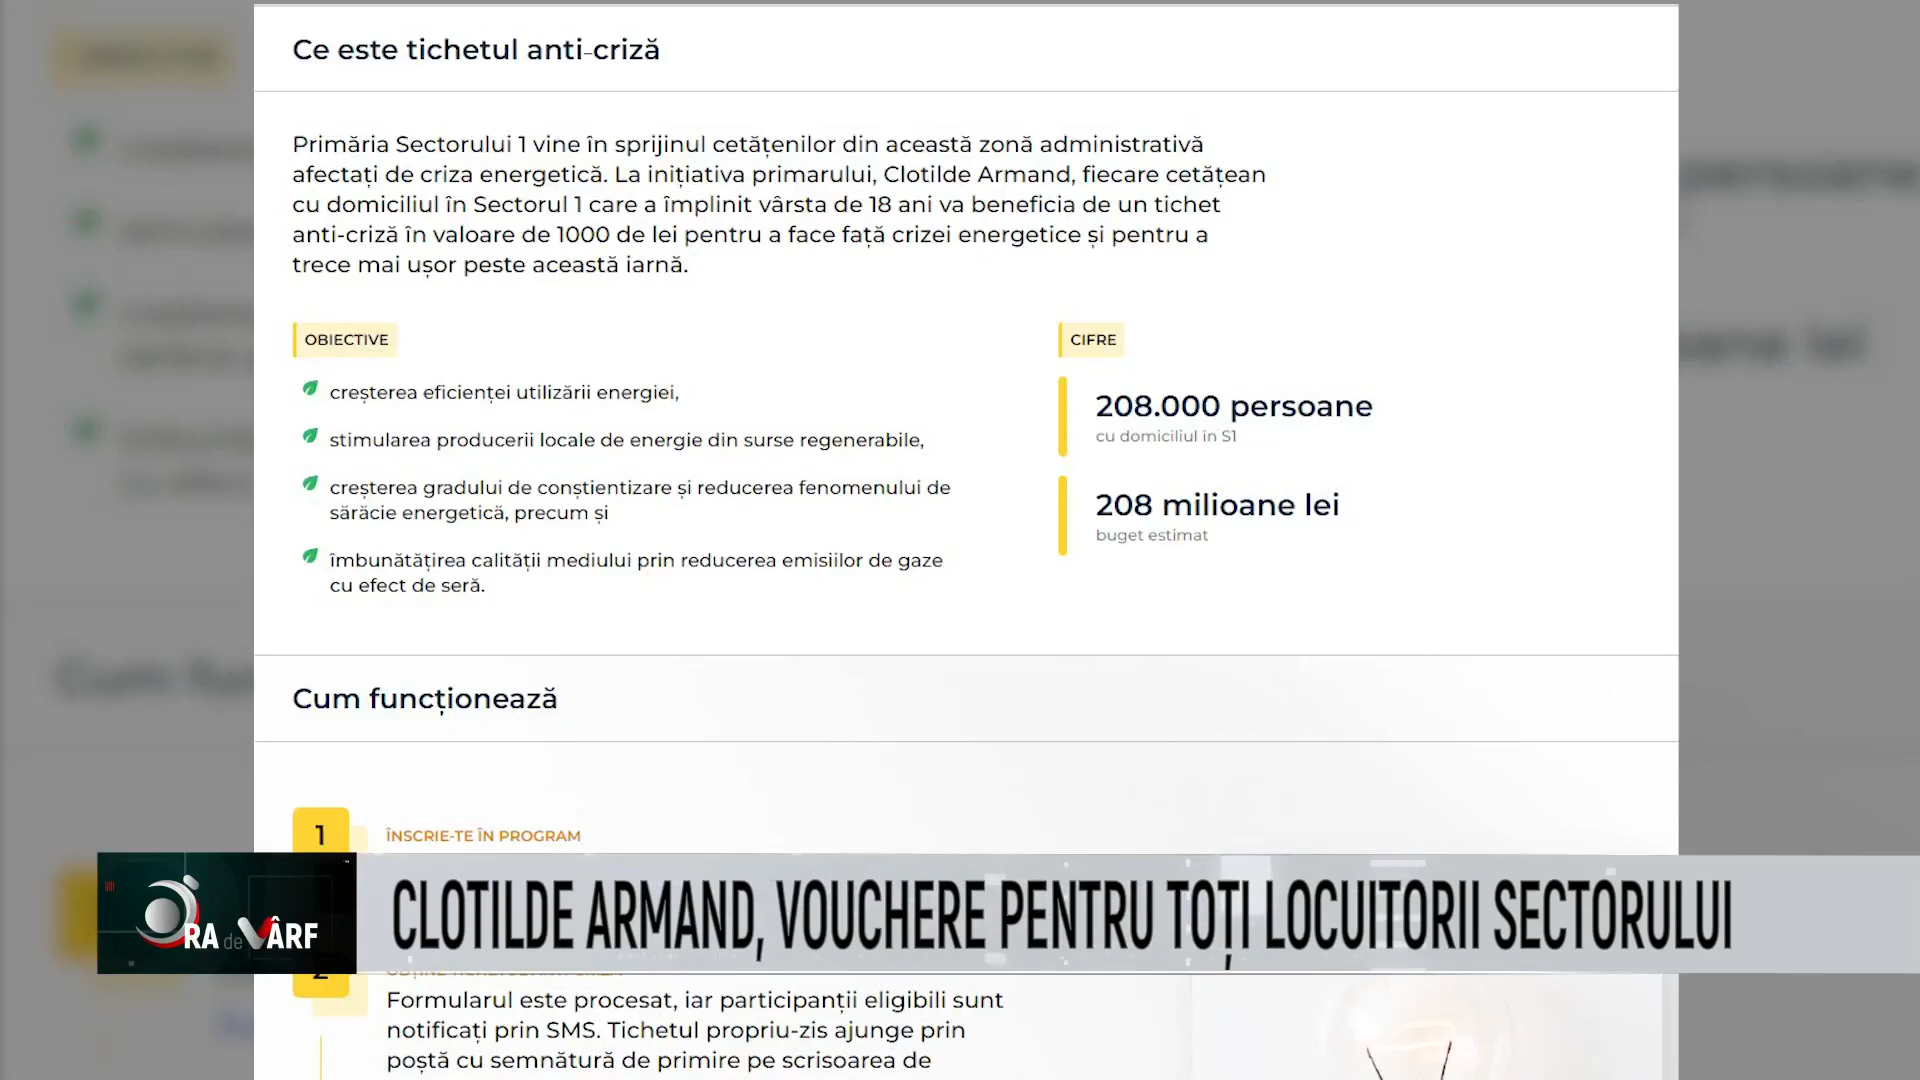 Ce este tichetul anti-criză
Primăria Sectorului 1 vine în sprijinul cetățenilor din această zonă administrativă
afectați de criza energetică. La inițiativa primarului, Clotilde Armand, fiecare cetățean
cu domiciliul în Sectorul 1 care a împlinit vârsta de 18 ani va beneficia de un tichet
anti-criză în valoare de 1000 de lei pentru a face față crizei energetice și pentru a
trece mai ușor peste această iarnă.
OBIECTIVE
creșterea eficienței utilizării energiei,
stimularea producerii locale de energie din surse regenerabile,
creșterea gradului de conștientizare și reducerea fenomenului de
sărăcie energetică, precum și
îmbunătățirea calității mediului prin reducerea emisiilor de gaze
cu efect de seră.
CIFRE
208.000 persoane
cu domiciliul în S1
208 milioane lei
buget estimat
Cum funcționează
1
ÎNSCRIE-TE ÎN PROGRAM
ORA de VÂRF
CLOTILDE ARMAND, VOUCHERE PENTRU TOȚI LOCUITORII SECTORULUI
2
Formularul este procesat, iar participanții eligibili sunt
notificați prin SMS. Tichetul propriu-zis ajunge prin
poștă cu semnătură de primire pe scrisoarea de